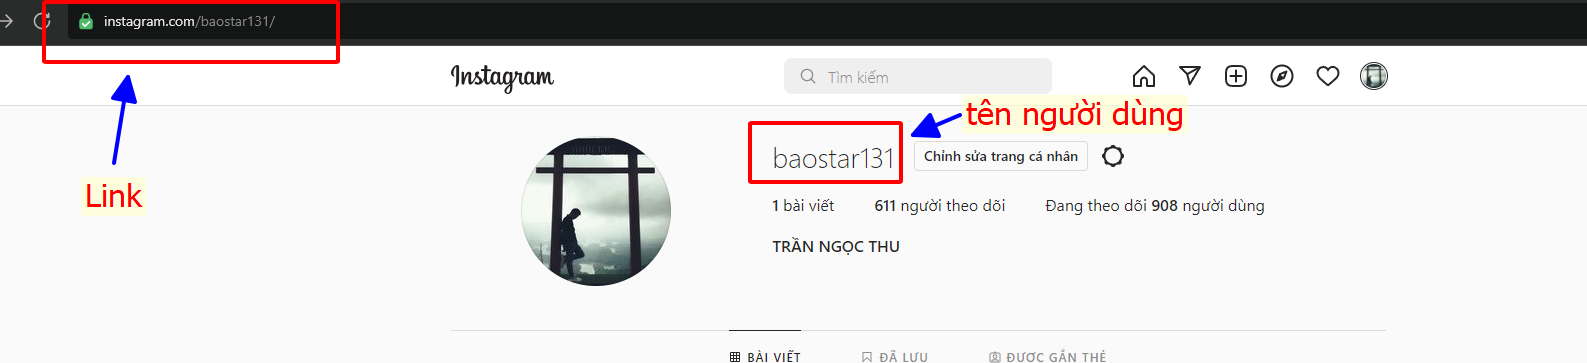 instagram.com/baostar131/
Instagram
Tìm kiếm
tên người dùng
baostar131
Chỉnh sửa trang cá nhân
Link
1 bài viết 611 người theo dõi Đang theo dõi 908 người dùng
TRẦN NGỌC THU
BÀI VIẾT ĐÃ LƯU ĐƯỢC GẮN THẺ